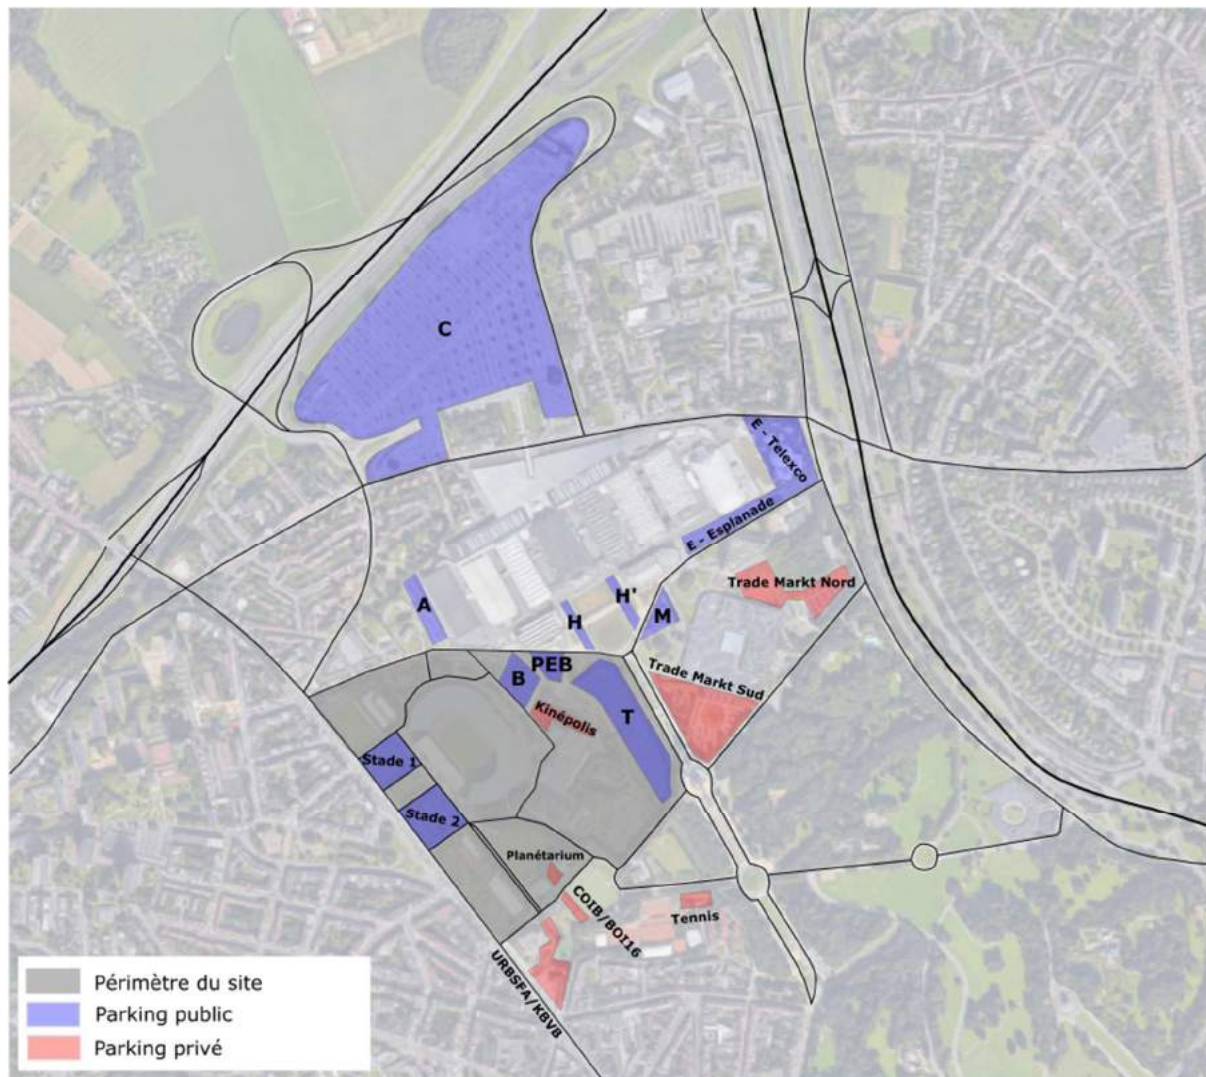 C
E - Telexco
E - Esplanade
Trade Markt Nord
A
H
H'
M
PEB
B
Trade Markt Sud
Kinépolis
T
Stade 1
Stade 2
Planétarium
COIB/BOI16
Tennis
URBSFA/KBVB
Périmètre du site
Parking public
Parking privé